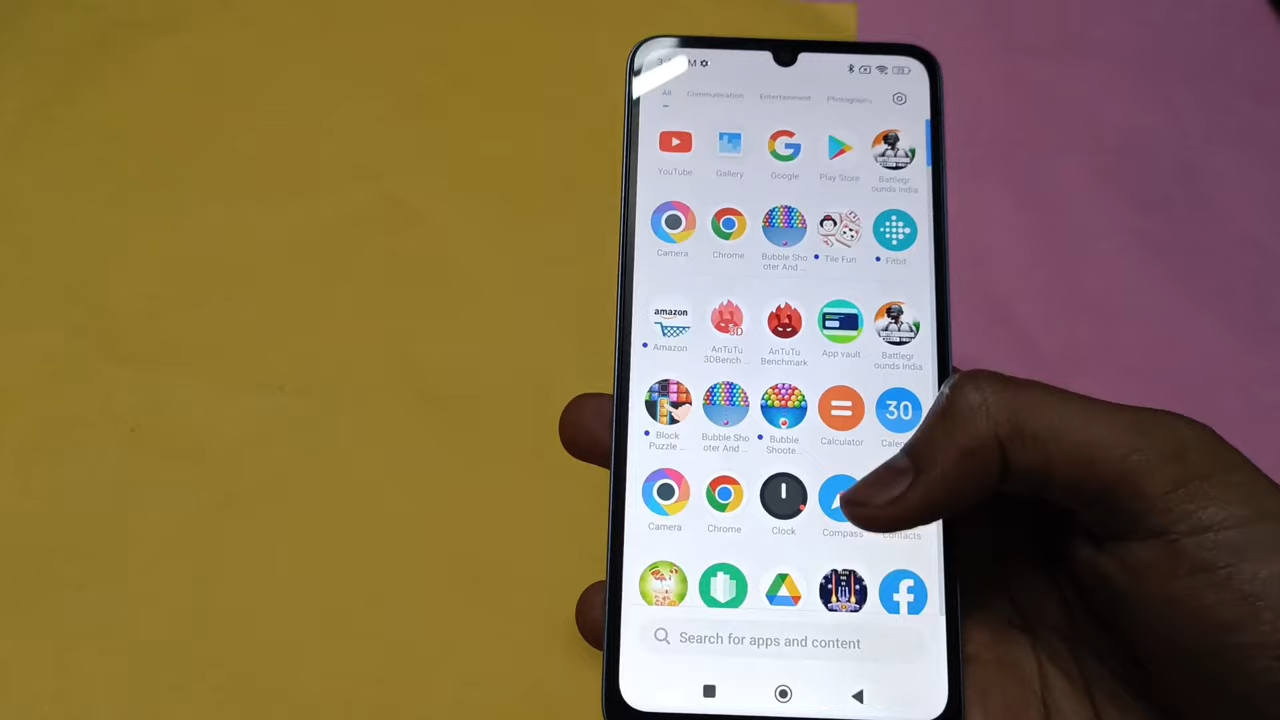 All Communication Entertainment Photography
YouTube Gallery Google Play Store Battlegr
ounds India
Camera Chrome Bubble Sho Tile Fun Fitbit
oter And ...
amazon
3D
Amazon AnTuTu AnTuTu App vault Battlegr
3DBench ... Benchmark ounds India
30
Block Bubble Sho Bubble Calculator
Puzzle ... oter And ... Shoote...
Camera Chrome Clock Compass Contacts
Search for apps and content